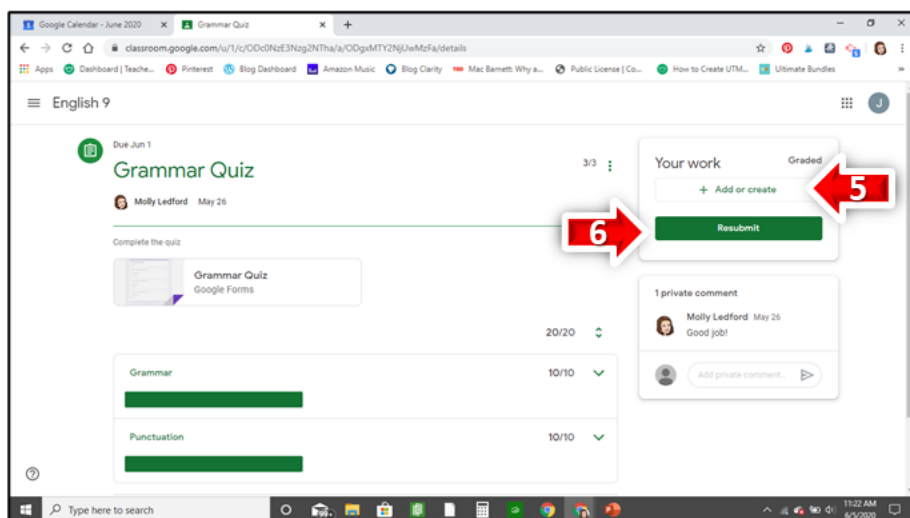 Google Calendar - June 2020
Grammar Quiz
classroom.google.com/u/1/c/ODc0NzE3Nzg2NTha/a/ODgxMTY2NjUwMzFa/details
Apps
Dashboard | Teache...
Pinterest
Blog Dashboard
Amazon Music
Blog Clarity
Mac Barnett: Why a...
Public License | Co...
How to Create UTM...
Ultimate Bundles
English 9
J
Due Jun 1
Grammar Quiz
3/3
Molly Ledford May 26
Complete the quiz
Grammar Quiz
Google Forms
20/20
Grammar
10/10
Punctuation
10/10
Your work
Graded
+ Add or create
5
6
Resubmit
1 private comment
Molly Ledford May 26
Good job!
Add private comment...
Type here to search
99+
11:22 AM
6/5/2020